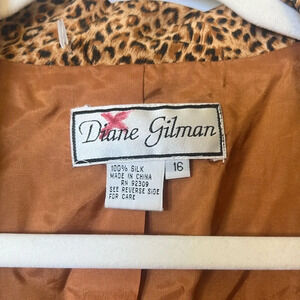 Diane Gilman
16
100% SILK
MADE IN CHINA
RN 92309
SEE REVERSE SIDE
FOR CARE